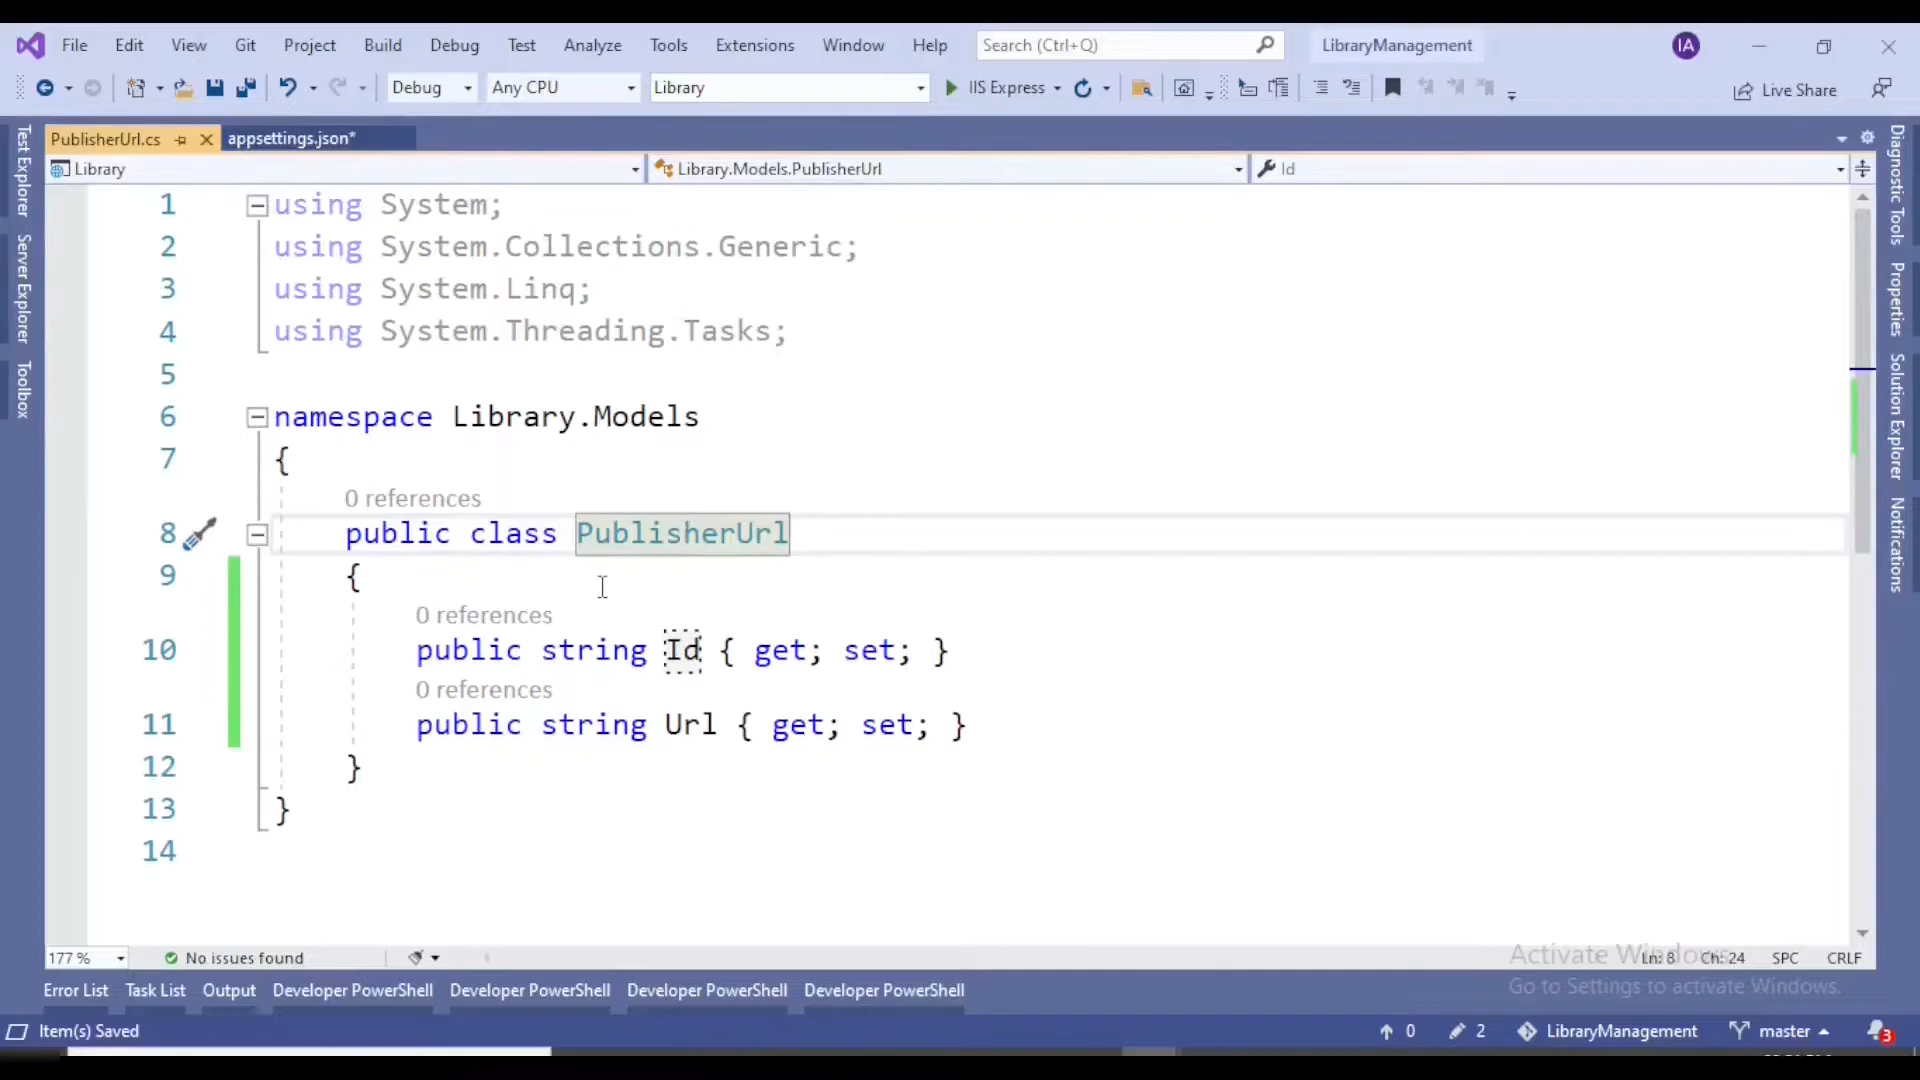 File Edit View Git Project Build Debug Test Analyze Tools Extensions Window Help Search (Ctrl+Q) LibraryManagement IA
Debug Any CPU Library IIS Express Live Share
PublisherUrl.cs appsettings.json*
Library Library.Models.PublisherUrl Id
Test Explorer
Server Explorer
Toolbox
1 using System;
2 using System.Collections.Generic;
3 using System.Linq;
4 using System.Threading.Tasks;
5
6 namespace Library.Models
7 {
0 references
8 public class PublisherUrl
9 {
0 references
10 public string Id { get; set; }
0 references
11 public string Url { get; set; }
12 }
13 }
14
Diagnostic Tools
Properties
Solution Explorer
Notifications
177 % No issues found Ln: 8 Ch: 24 SPC CRLF
Activate Windows
Go to Settings to activate Windows.
Error List Task List Output Developer PowerShell Developer PowerShell Developer PowerShell Developer PowerShell
Item(s) Saved 0 2 LibraryManagement master 3